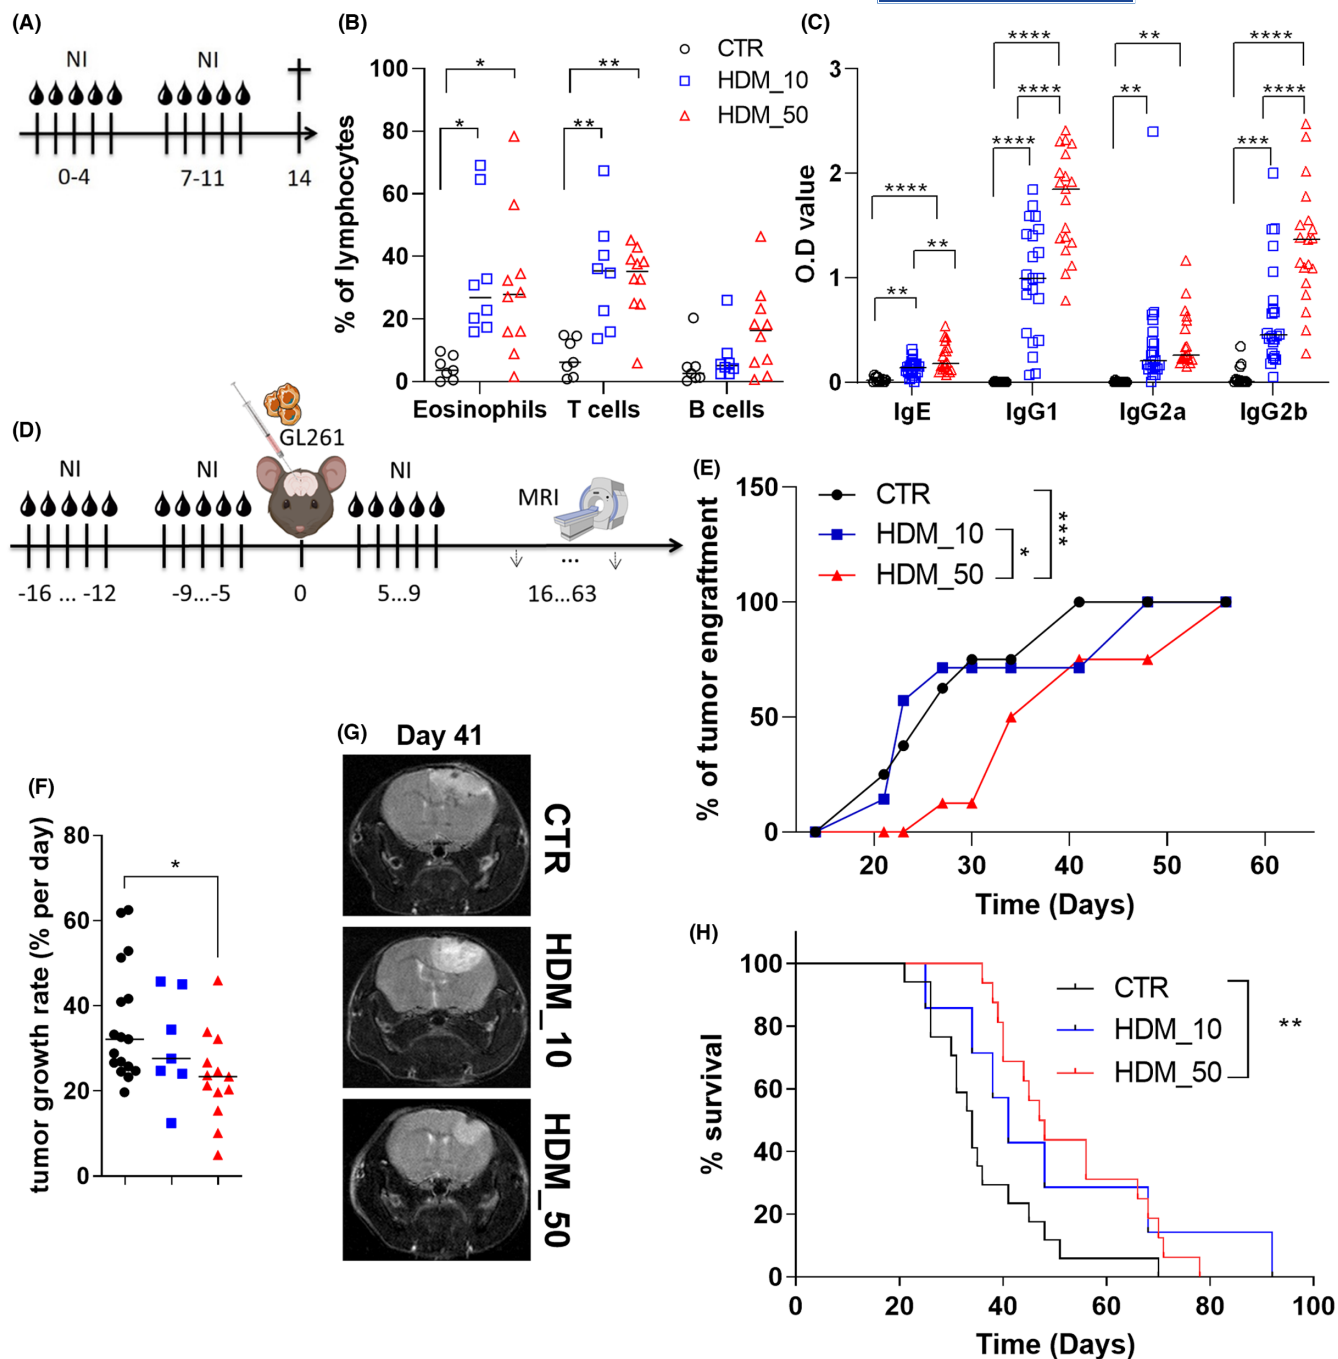 (A)
NI NI
0-4 7-11 14
(B)
CTR
HDM_10
HDM_50
% of lymphocytes
100
80
60
40
20
0
* * ** **
Eosinophils T cells B cells
(C)
O.D value
3
2
1
0
** **** **
**** **** ****
** **
*** **** ****
IgE IgG1 IgG2a IgG2b
(D)
NI NI GL261 NI MRI
...
-16 ... -12 -9...-5 0 5...9 16...63
(E)
% of tumor engraftment
150
100
50
0
CTR
HDM_10
HDM_50
* ***
20 30 40 50 60
Time (Days)
(F)
tumor growth rate (% per day)
80
60
40
20
0
*
(G)
Day 41
CTR
HDM_10
HDM_50
(H)
% survival
100
80
60
40
20
0
CTR
HDM_10
HDM_50
**
0 20 40 60 80 100
Time (Days)